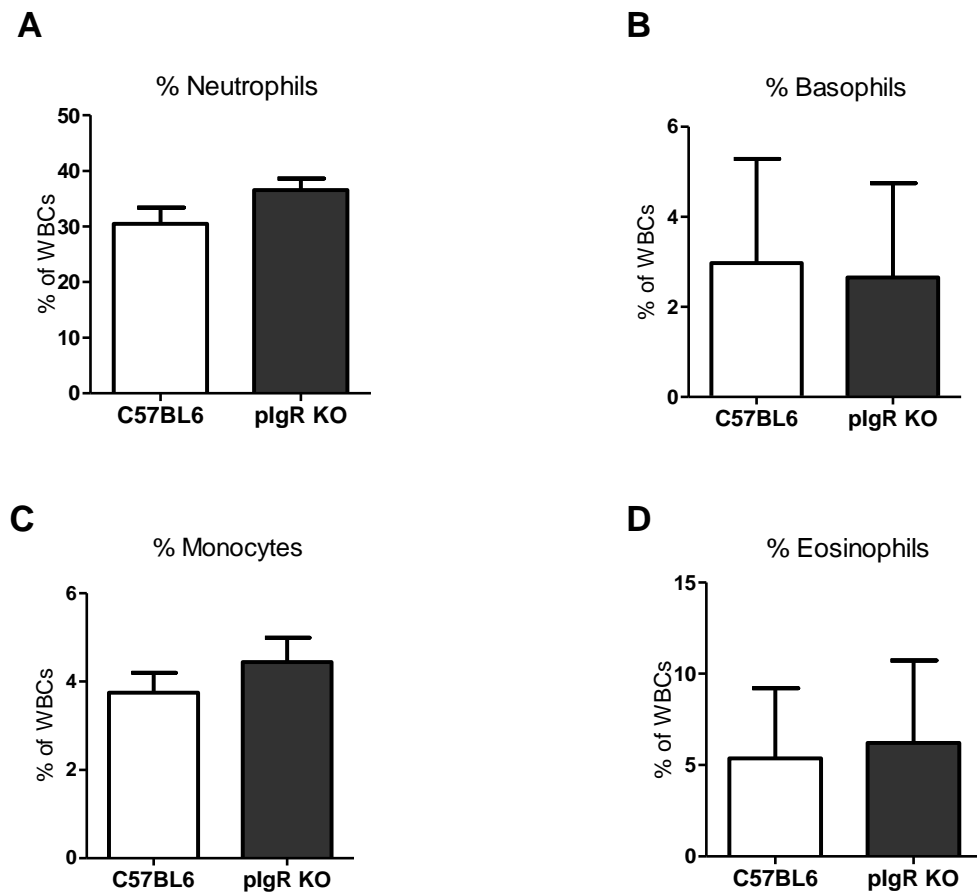 A
% Neutrophils
% of WBCs
50
40
30
20
10
0
C57BL6
pIgR KO
B
% Basophils
% of WBCs
6
4
2
0
C57BL6
pIgR KO
C
% Monocytes
% of WBCs
6
4
2
0
C57BL6
pIgR KO
D
% Eosinophils
% of WBCs
15
10
5
0
C57BL6
pIgR KO